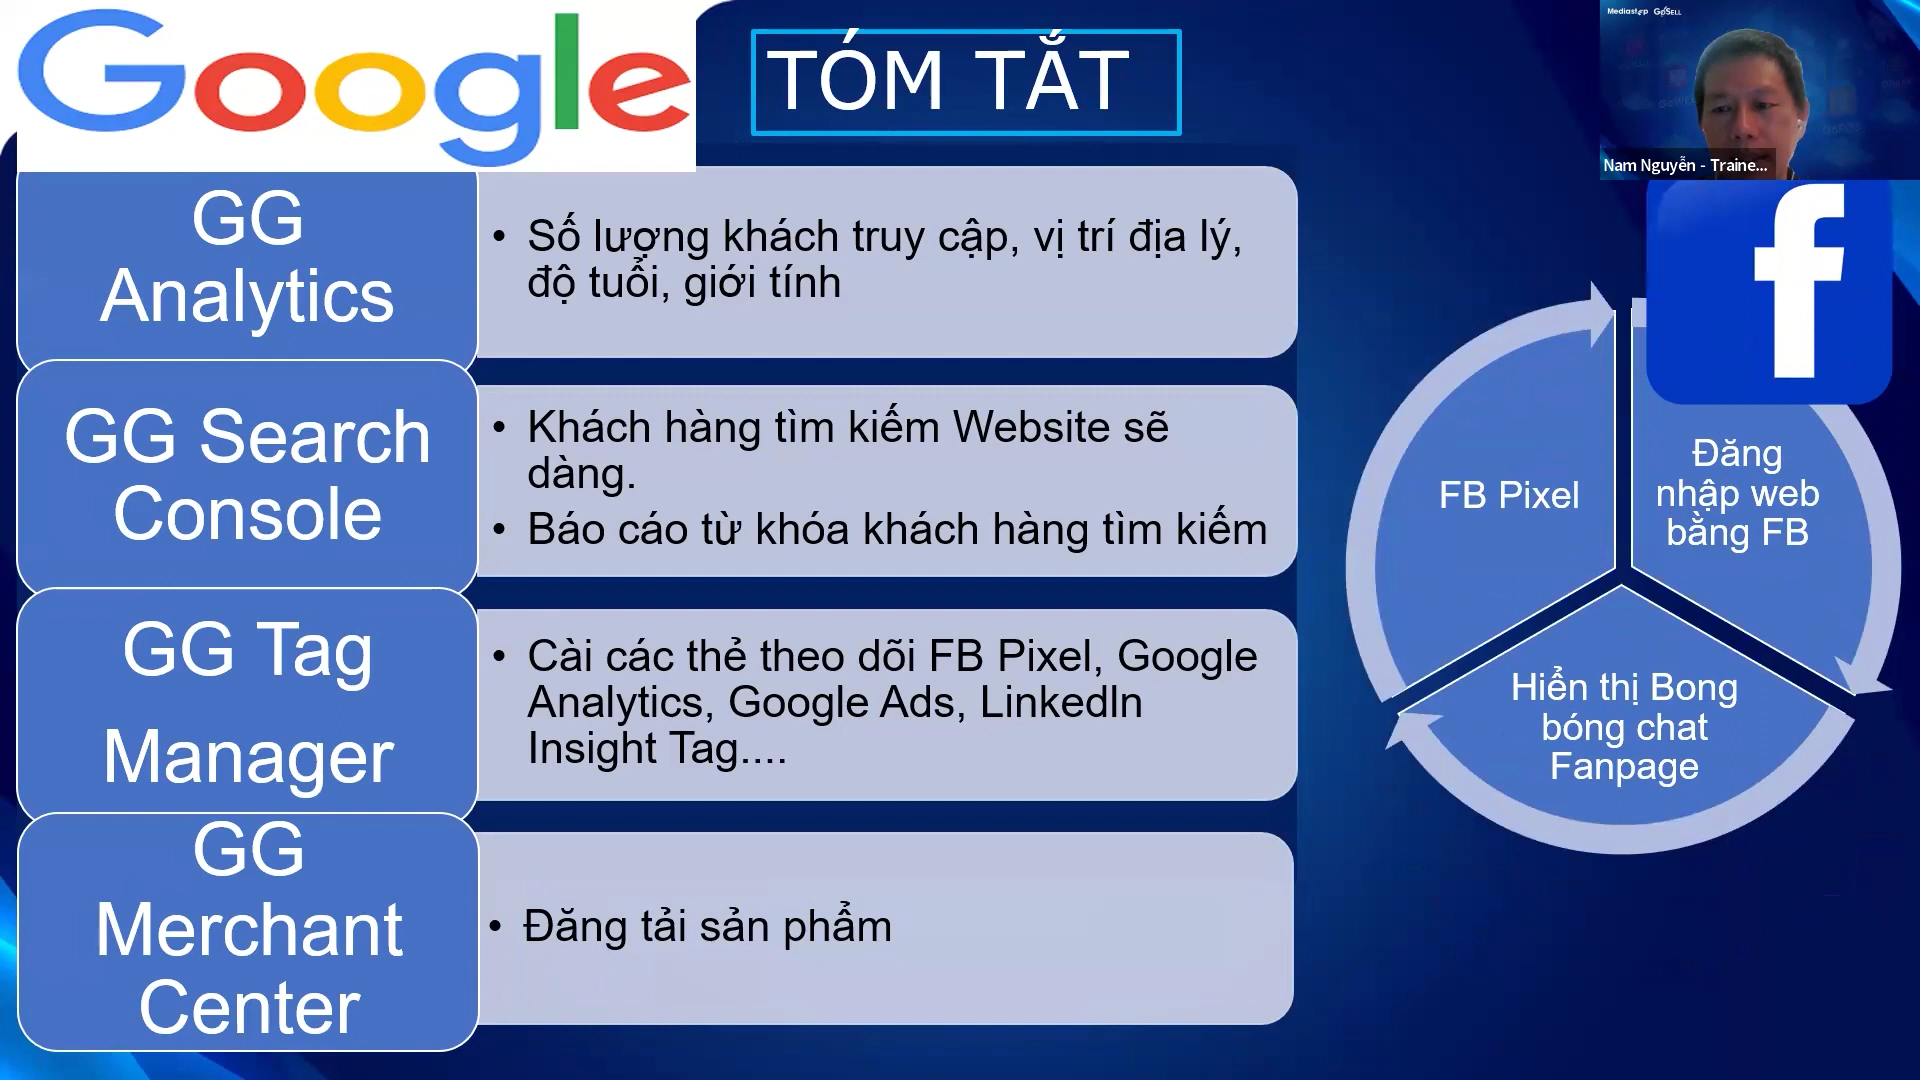 Google
TÓM TẮT
Mediastep GoSELL
Nam Nguyễn - Traine...
GG
Analytics
• Số lượng khách truy cập, vị trí địa lý,
độ tuổi, giới tính
GG Search
Console
• Khách hàng tìm kiếm Website sẽ
dàng.
• Báo cáo từ khóa khách hàng tìm kiếm
GG Tag
Manager
• Cài các thẻ theo dõi FB Pixel, Google
Analytics, Google Ads, LinkedIn
Insight Tag....
GG
Merchant
Center
• Đăng tải sản phẩm
f
FB Pixel
Đăng
nhập web
bằng FB
Hiển thị Bong
bóng chat
Fanpage